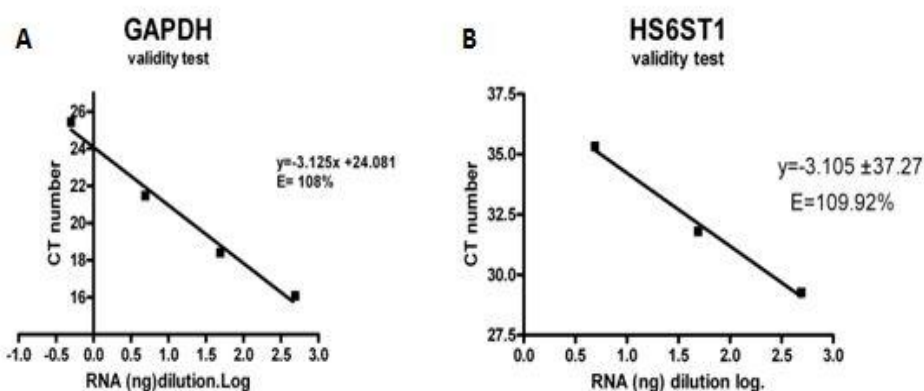 A
GAPDH
validity test
CT number
26
24
22
20
18
16
y=-3.125x +24.081
E= 108%
-1.0 -0.5 0.0 0.5 1.0 1.5 2.0 2.5 3.0
RNA (ng)dilution.Log
B
HS6ST1
validity test
CT number
37.5
35.0
32.5
30.0
27.5
y=-3.105 ±37.27
E=109.92%
0.0 0.5 1.0 1.5 2.0 2.5 3.0
RNA (ng) dilution log.